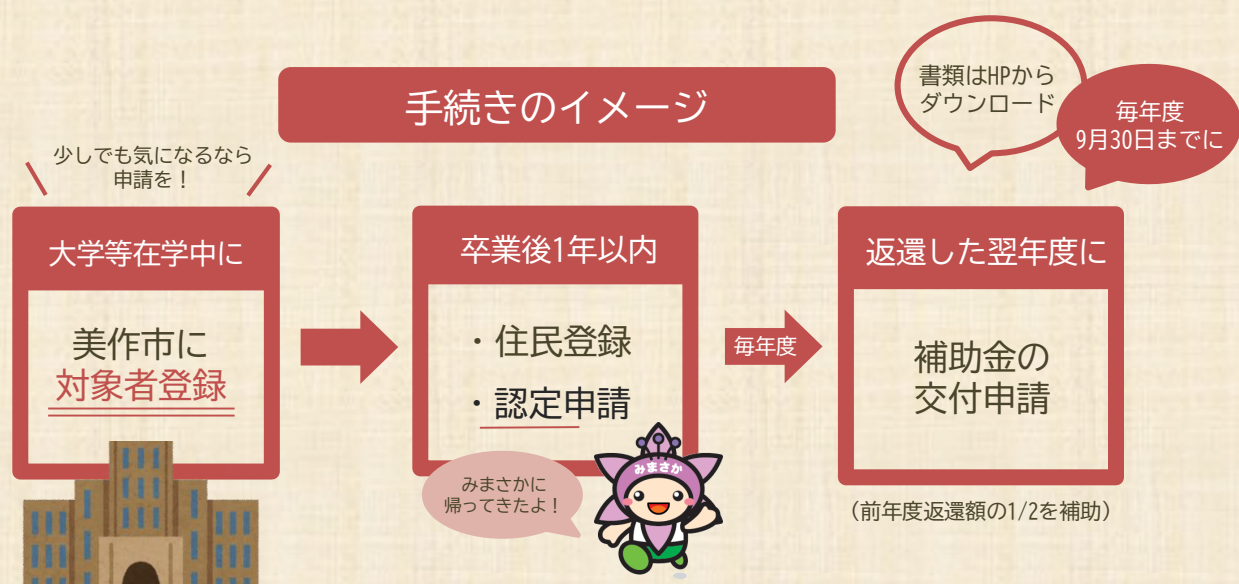 手続きのイメージ
書類はHPから
ダウンロード
毎年度
9月30日までに
少しでも気になるなら
申請を！
大学等在学中に
美作市に
対象者登録
卒業後1年以内
・住民登録
・認定申請
みまさかに
帰ってきたよ！
みまさか
毎年度
返還した翌年度に
補助金の
交付申請
(前年度返還額の1/2を補助)